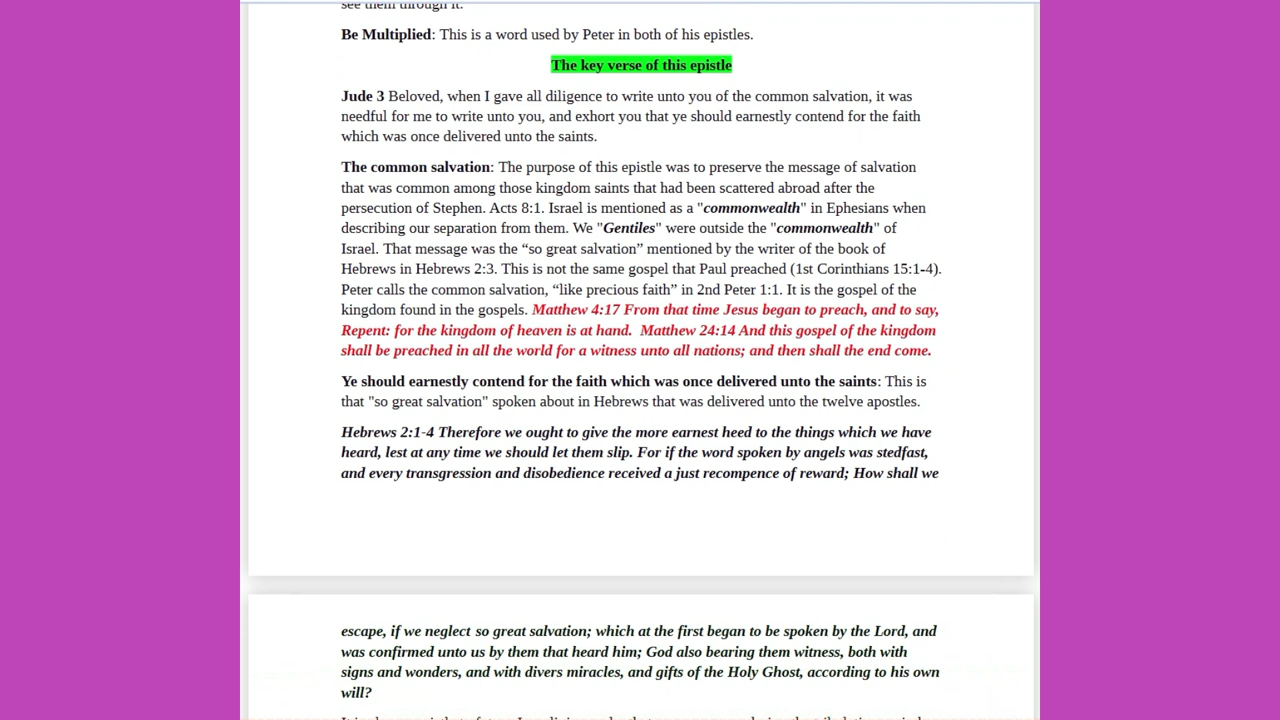 see them through it.
Be Multiplied: This is a word used by Peter in both of his epistles.
The key verse of this epistle
Jude 3 Beloved, when I gave all diligence to write unto you of the common salvation, it was
needful for me to write unto you, and exhort you that ye should earnestly contend for the faith
which was once delivered unto the saints.
The common salvation: The purpose of this epistle was to preserve the message of salvation
that was common among those kingdom saints that had been scattered abroad after the
persecution of Stephen. Acts 8:1. Israel is mentioned as a "commonwealth" in Ephesians when
describing our separation from them. We "Gentiles" were outside the "commonwealth" of
Israel. That message was the “so great salvation” mentioned by the writer of the book of
Hebrews in Hebrews 2:3. This is not the same gospel that Paul preached (1st Corinthians 15:1-4).
Peter calls the common salvation, “like precious faith” in 2nd Peter 1:1. It is the gospel of the
kingdom found in the gospels. Matthew 4:17 From that time Jesus began to preach, and to say,
Repent: for the kingdom of heaven is at hand.  Matthew 24:14 And this gospel of the kingdom
shall be preached in all the world for a witness unto all nations; and then shall the end come.
Ye should earnestly contend for the faith which was once delivered unto the saints: This is
that "so great salvation" spoken about in Hebrews that was delivered unto the twelve apostles.
Hebrews 2:1-4 Therefore we ought to give the more earnest heed to the things which we have
heard, lest at any time we should let them slip. For if the word spoken by angels was stedfast,
and every transgression and disobedience received a just recompence of reward; How shall we
escape, if we neglect so great salvation; which at the first began to be spoken by the Lord, and
was confirmed unto us by them that heard him; God also bearing them witness, both with
signs and wonders, and with divers miracles, and gifts of the Holy Ghost, according to his own
will?